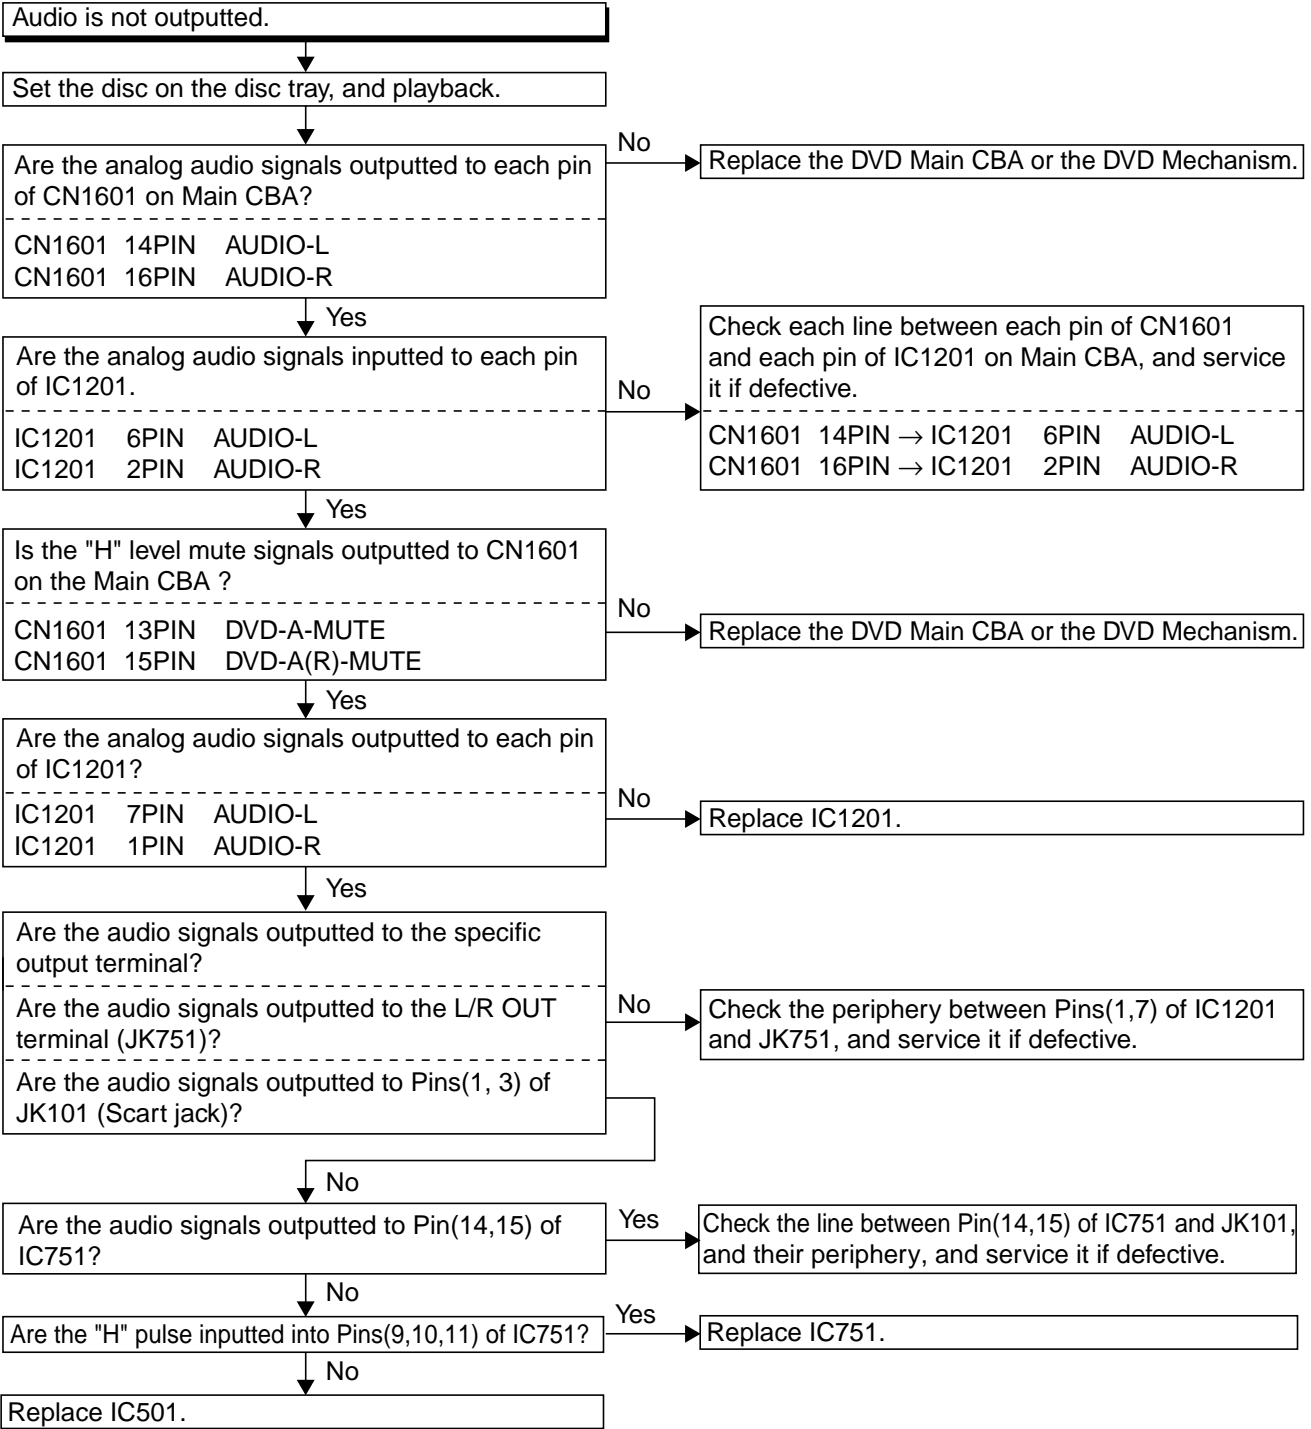 Audio is not outputted.
Set the disc on the disc tray, and playback.
Are the analog audio signals outputted to each pin
of CN1601 on Main CBA?
CN1601 14PIN AUDIO-L
CN1601 16PIN AUDIO-R
No
Replace the DVD Main CBA or the DVD Mechanism.
Yes
Are the analog audio signals inputted to each pin
of IC1201.
IC1201 6PIN AUDIO-L
IC1201 2PIN AUDIO-R
No
Check each line between each pin of CN1601
and each pin of IC1201 on Main CBA, and service
it if defective.
CN1601 14PIN → IC1201 6PIN AUDIO-L
CN1601 16PIN → IC1201 2PIN AUDIO-R
Yes
Is the "H" level mute signals outputted to CN1601
on the Main CBA ?
CN1601 13PIN DVD-A-MUTE
CN1601 15PIN DVD-A(R)-MUTE
No
Replace the DVD Main CBA or the DVD Mechanism.
Yes
Are the analog audio signals outputted to each pin
of IC1201?
IC1201 7PIN AUDIO-L
IC1201 1PIN AUDIO-R
No
Replace IC1201.
Yes
Are the audio signals outputted to the specific
output terminal?
Are the audio signals outputted to the L/R OUT
terminal (JK751)?
No
Check the periphery between Pins(1,7) of IC1201
and JK751, and service it if defective.
Are the audio signals outputted to Pins(1, 3) of
JK101 (Scart jack)?
No
Are the audio signals outputted to Pin(14,15) of
IC751?
Yes
Check the line between Pin(14,15) of IC751 and JK101,
and their periphery, and service it if defective.
No
Are the "H" pulse inputted into Pins(9,10,11) of IC751?
Yes
Replace IC751.
No
Replace IC501.